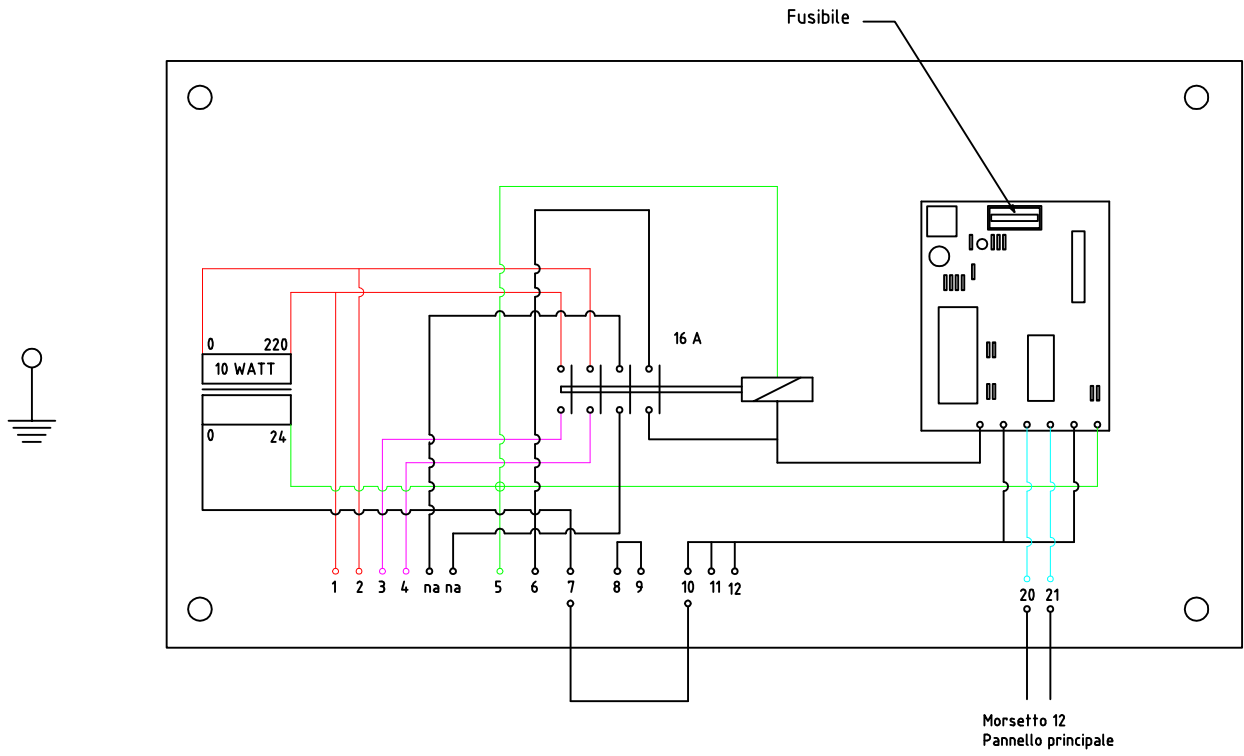 Fusibile
16 A
0 220
10 WATT
0 24
1 2 3 4 na na 5 6 7 8 9 10 11 12
20 21
Morsetto 12
Pannello principale